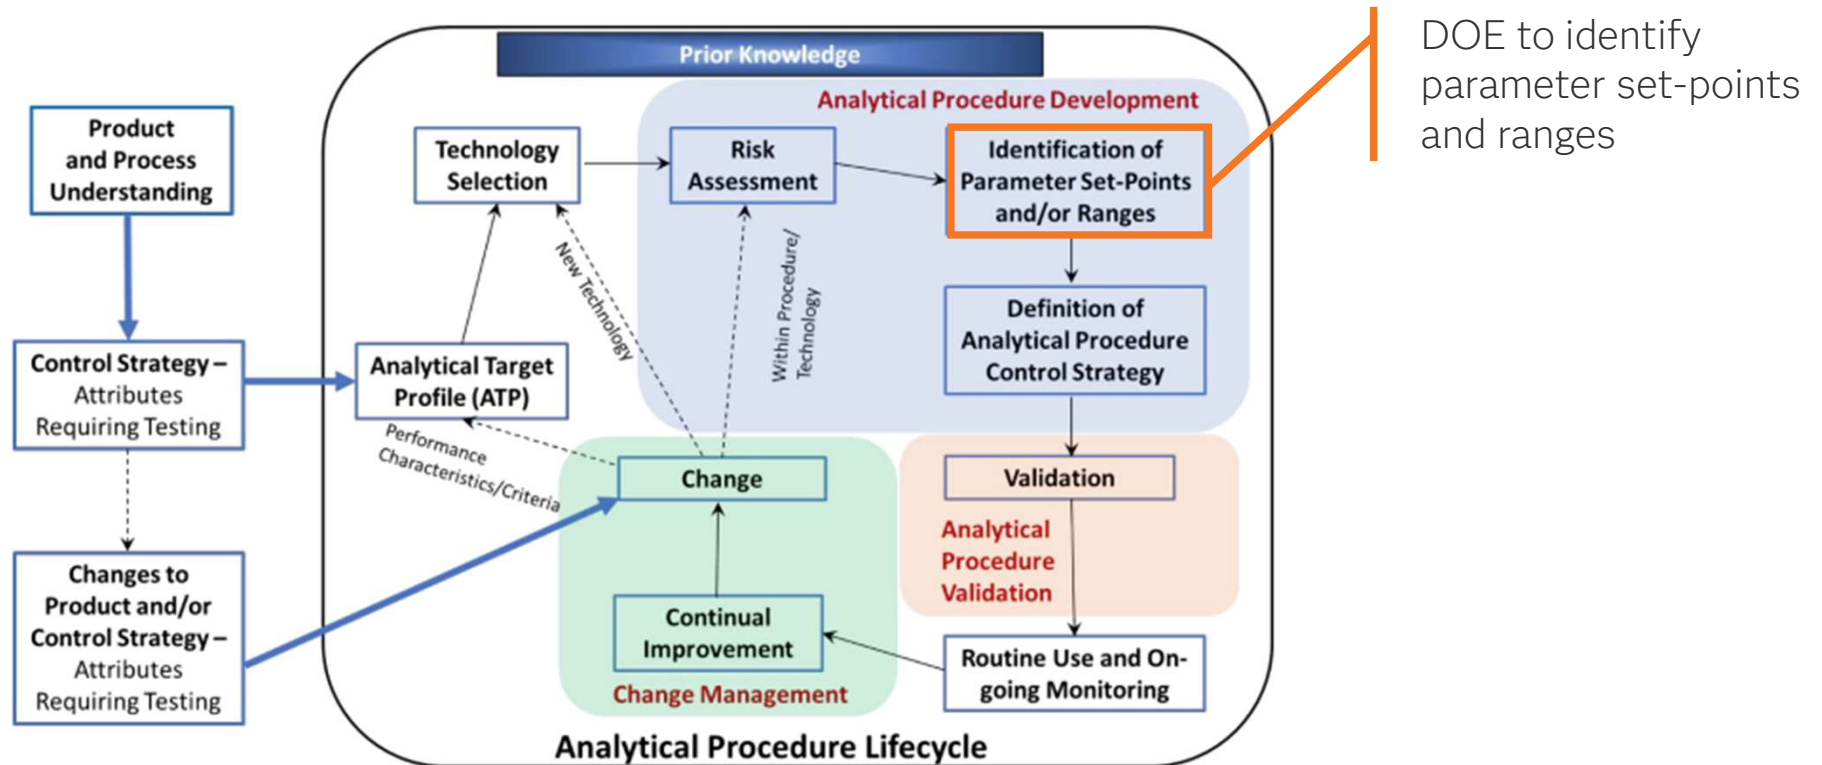 Prior Knowledge
DOE to identify
parameter set-points
and ranges
Analytical Procedure Development
Product
and Process
Understanding
Technology
Selection
Risk
Assessment
Identification of
Parameter Set-Points
and/or Ranges
New Technology
Within Procedure/
Technology
Definition of
Analytical Procedure
Control Strategy
Control Strategy –
Attributes
Requiring Testing
Analytical Target
Profile (ATP)
Performance
Characteristics/Criteria
Change
Validation
Analytical
Procedure
Validation
Changes to
Product and/or
Control Strategy –
Attributes
Requiring Testing
Continual
Improvement
Change Management
Routine Use and On-
going Monitoring
Analytical Procedure Lifecycle